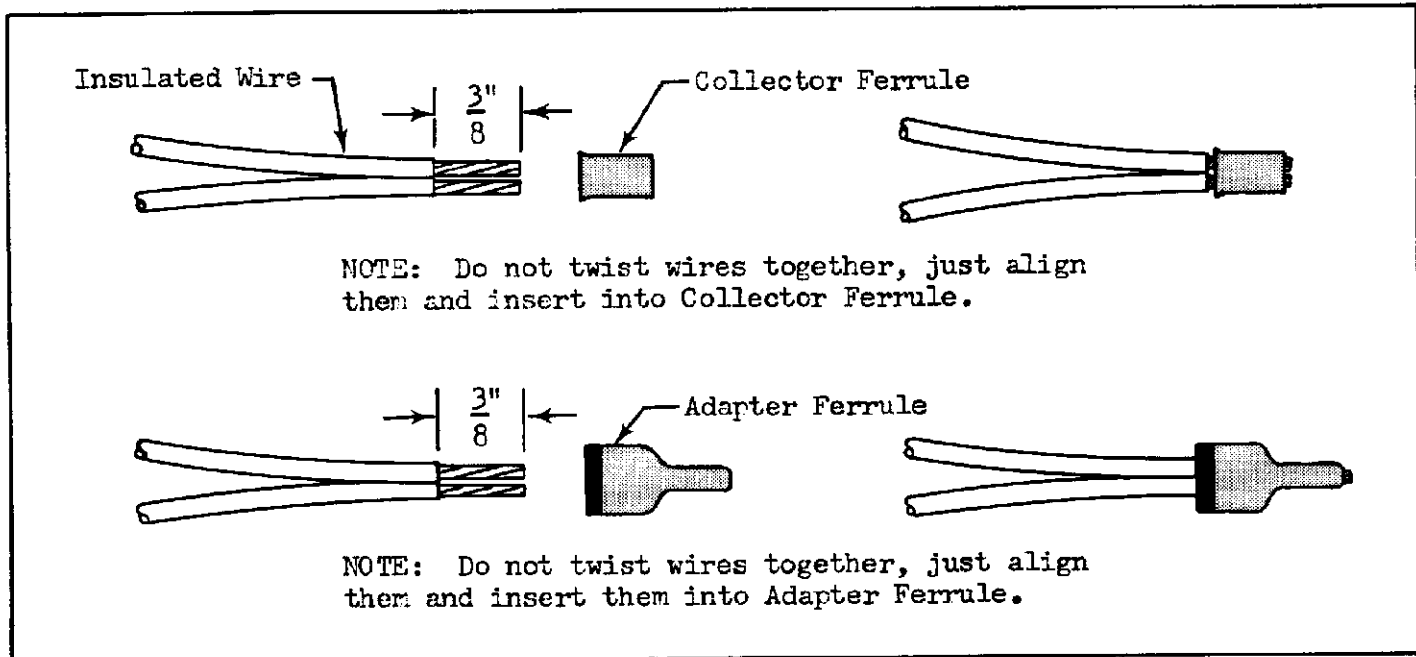 Insulated Wire
3"
8
Collector Ferrule
NOTE: Do not twist wires together, just align
them and insert into Collector Ferrule.
3"
8
Adapter Ferrule
NOTE: Do not twist wires together, just align
them and insert them into Adapter Ferrule.